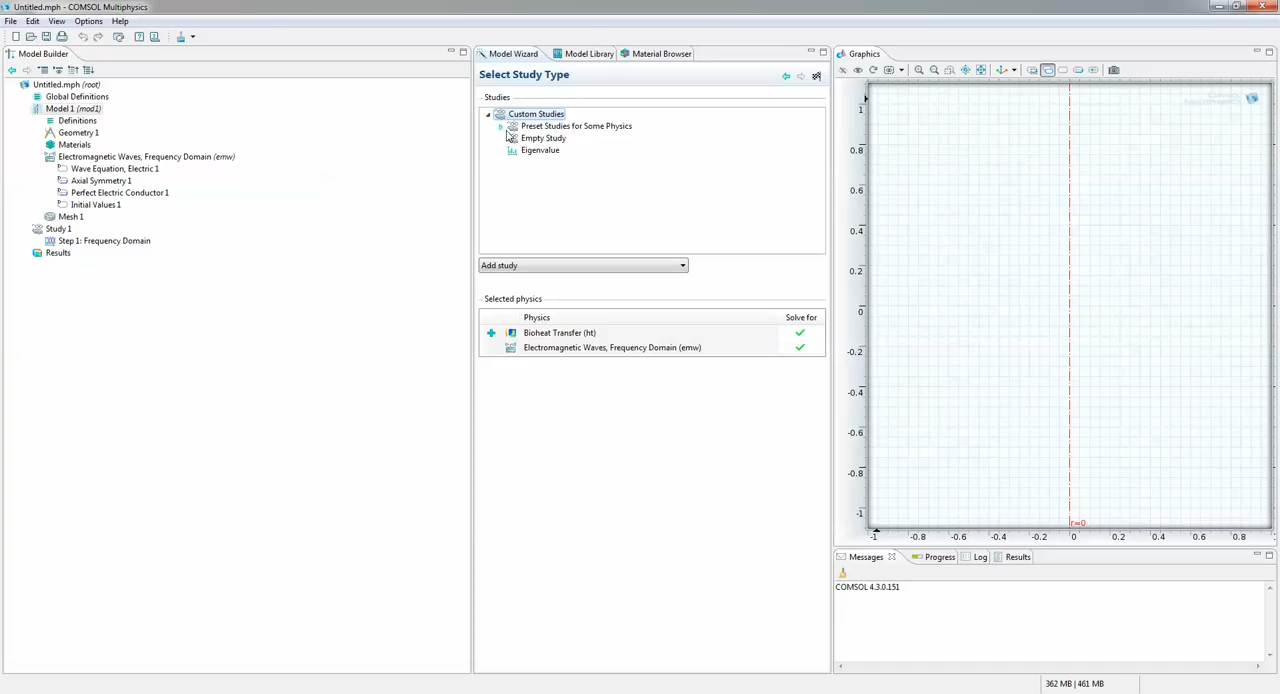 Untitled.mph - COMSOL Multiphysics
File Edit View Options Help
Model Builder
Untitled.mph (root)
Global Definitions
Model 1 (mod1)
Definitions
Geometry 1
Materials
Electromagnetic Waves, Frequency Domain (emw)
Wave Equation, Electric 1
Axial Symmetry 1
Perfect Electric Conductor 1
Initial Values 1
Mesh 1
Study 1
Step 1: Frequency Domain
Results
Model Wizard Model Library Material Browser
Select Study Type
Studies
Custom Studies
Preset Studies for Some Physics
Empty Study
Eigenvalue
Add study
Selected physics
Physics Solve for
Bioheat Transfer (ht)
Electromagnetic Waves, Frequency Domain (emw)
Graphics
COMSOL
MULTIPHYSICS
1
0.8
0.6
0.4
0.2
0
-0.2
-0.4
-0.6
-0.8
-1
r=0
-1 -0.8 -0.6 -0.4 -0.2 0 0.2 0.4 0.6 0.8
Messages Progress Log Results
COMSOL 4.3.0.151
362 MB | 461 MB